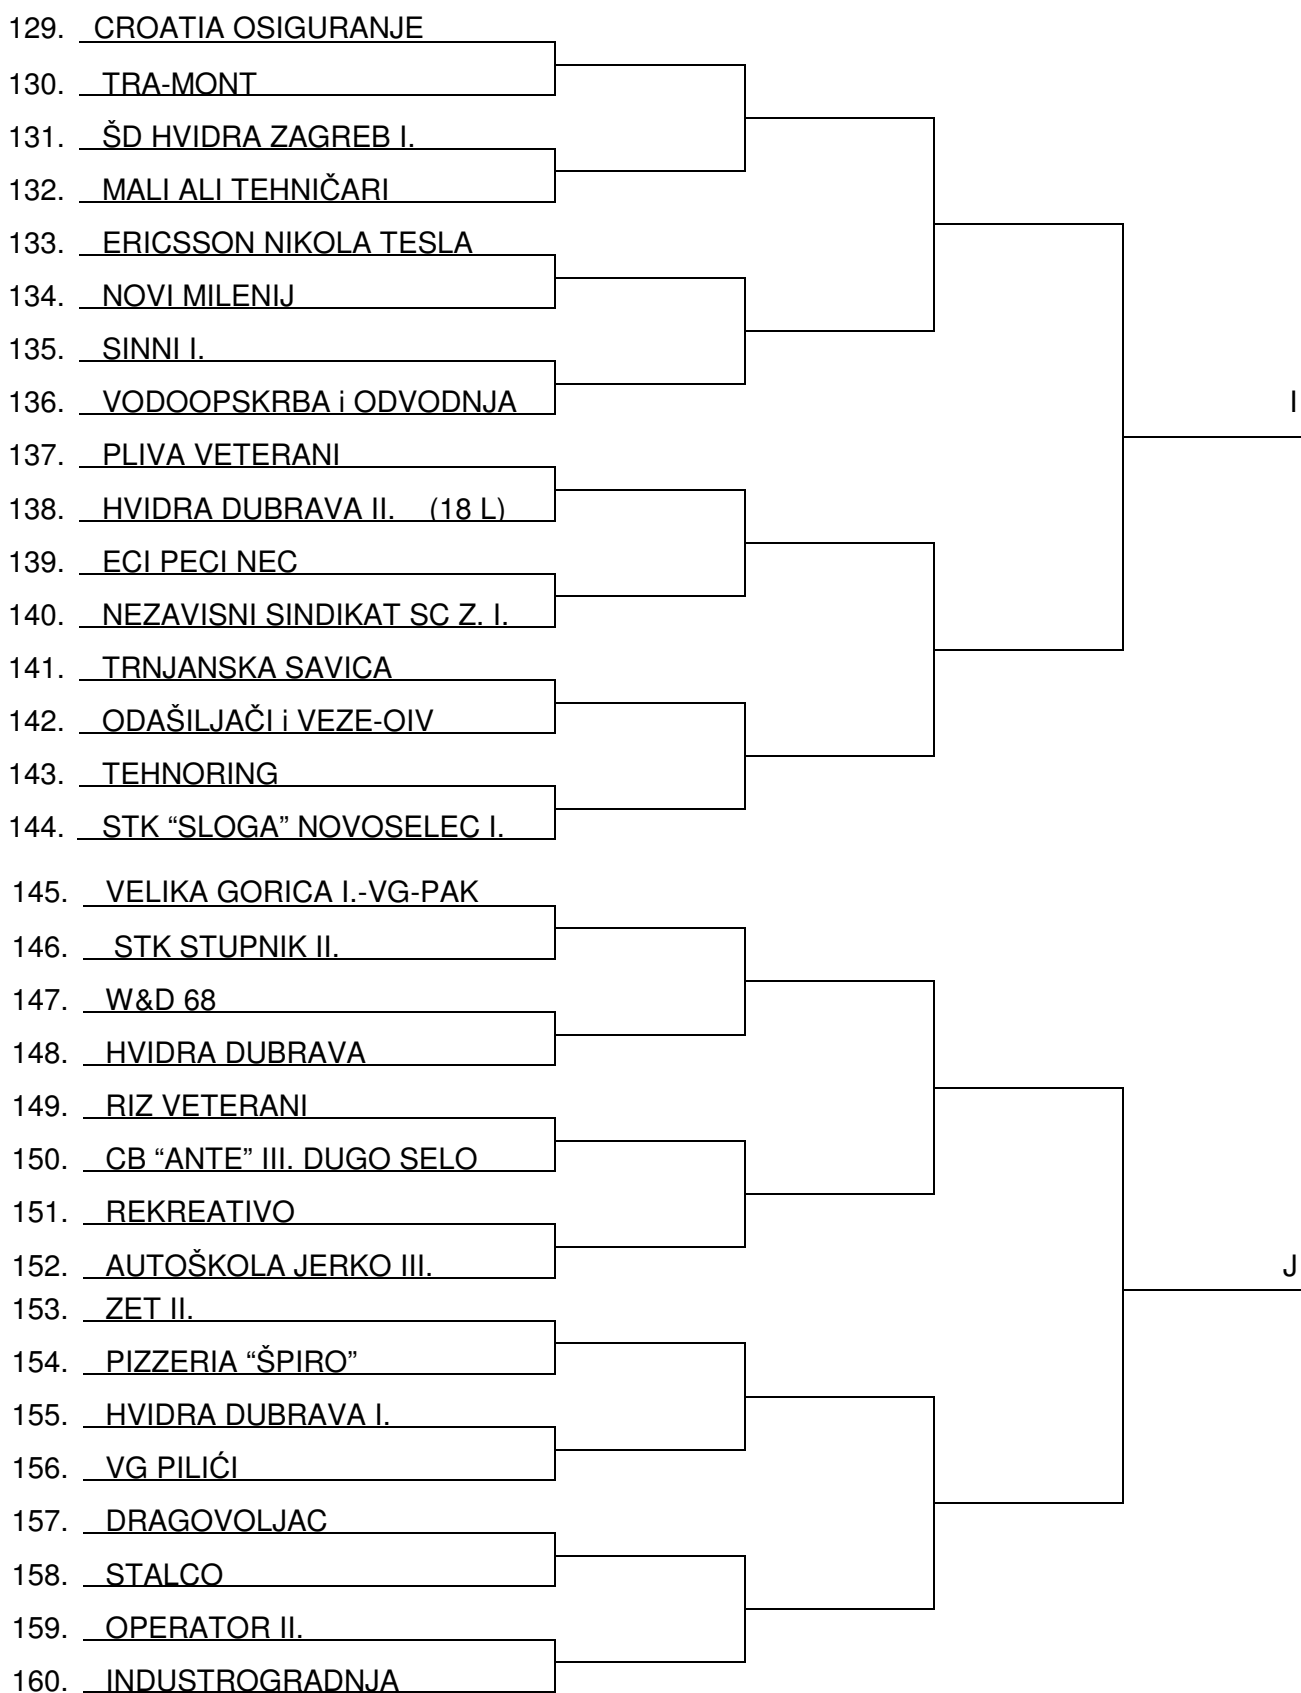 129. CROATIA OSIGURANJE
130. TRA-MONT
131. ŠD HVIDRA ZAGREB I.
132. MALI ALI TEHNIČARI
133. ERICSSON NIKOLA TESLA
134. NOVI MILENIJ
135. SINNI I.
136. VODOOPSKRBA i ODVODNJA
I
137. PLIVA VETERANI
138. HVIDRA DUBRAVA II. (18 L)
139. ECI PECI NEC
140. NEZAVISNI SINDIKAT SC Z. I.
141. TRNJANSKA SAVICA
142. ODAŠILJAČI i VEZE-OIV
143. TEHNORING
144. STK “SLOGA” NOVOSELEC I.
145. VELIKA GORICA I.-VG-PAK
146. STK STUPNIK II.
147. W&D 68
148. HVIDRA DUBRAVA
149. RIZ VETERANI
150. CB “ANTE” III. DUGO SELO
151. REKREATIVO
152. AUTOŠKOLA JERKO III.
J
153. ZET II.
154. PIZZERIA “ŠPIRO”
155. HVIDRA DUBRAVA I.
156. VG PILIĆI
157. DRAGOVOLJAC
158. STALCO
159. OPERATOR II.
160. INDUSTROGRADNJA